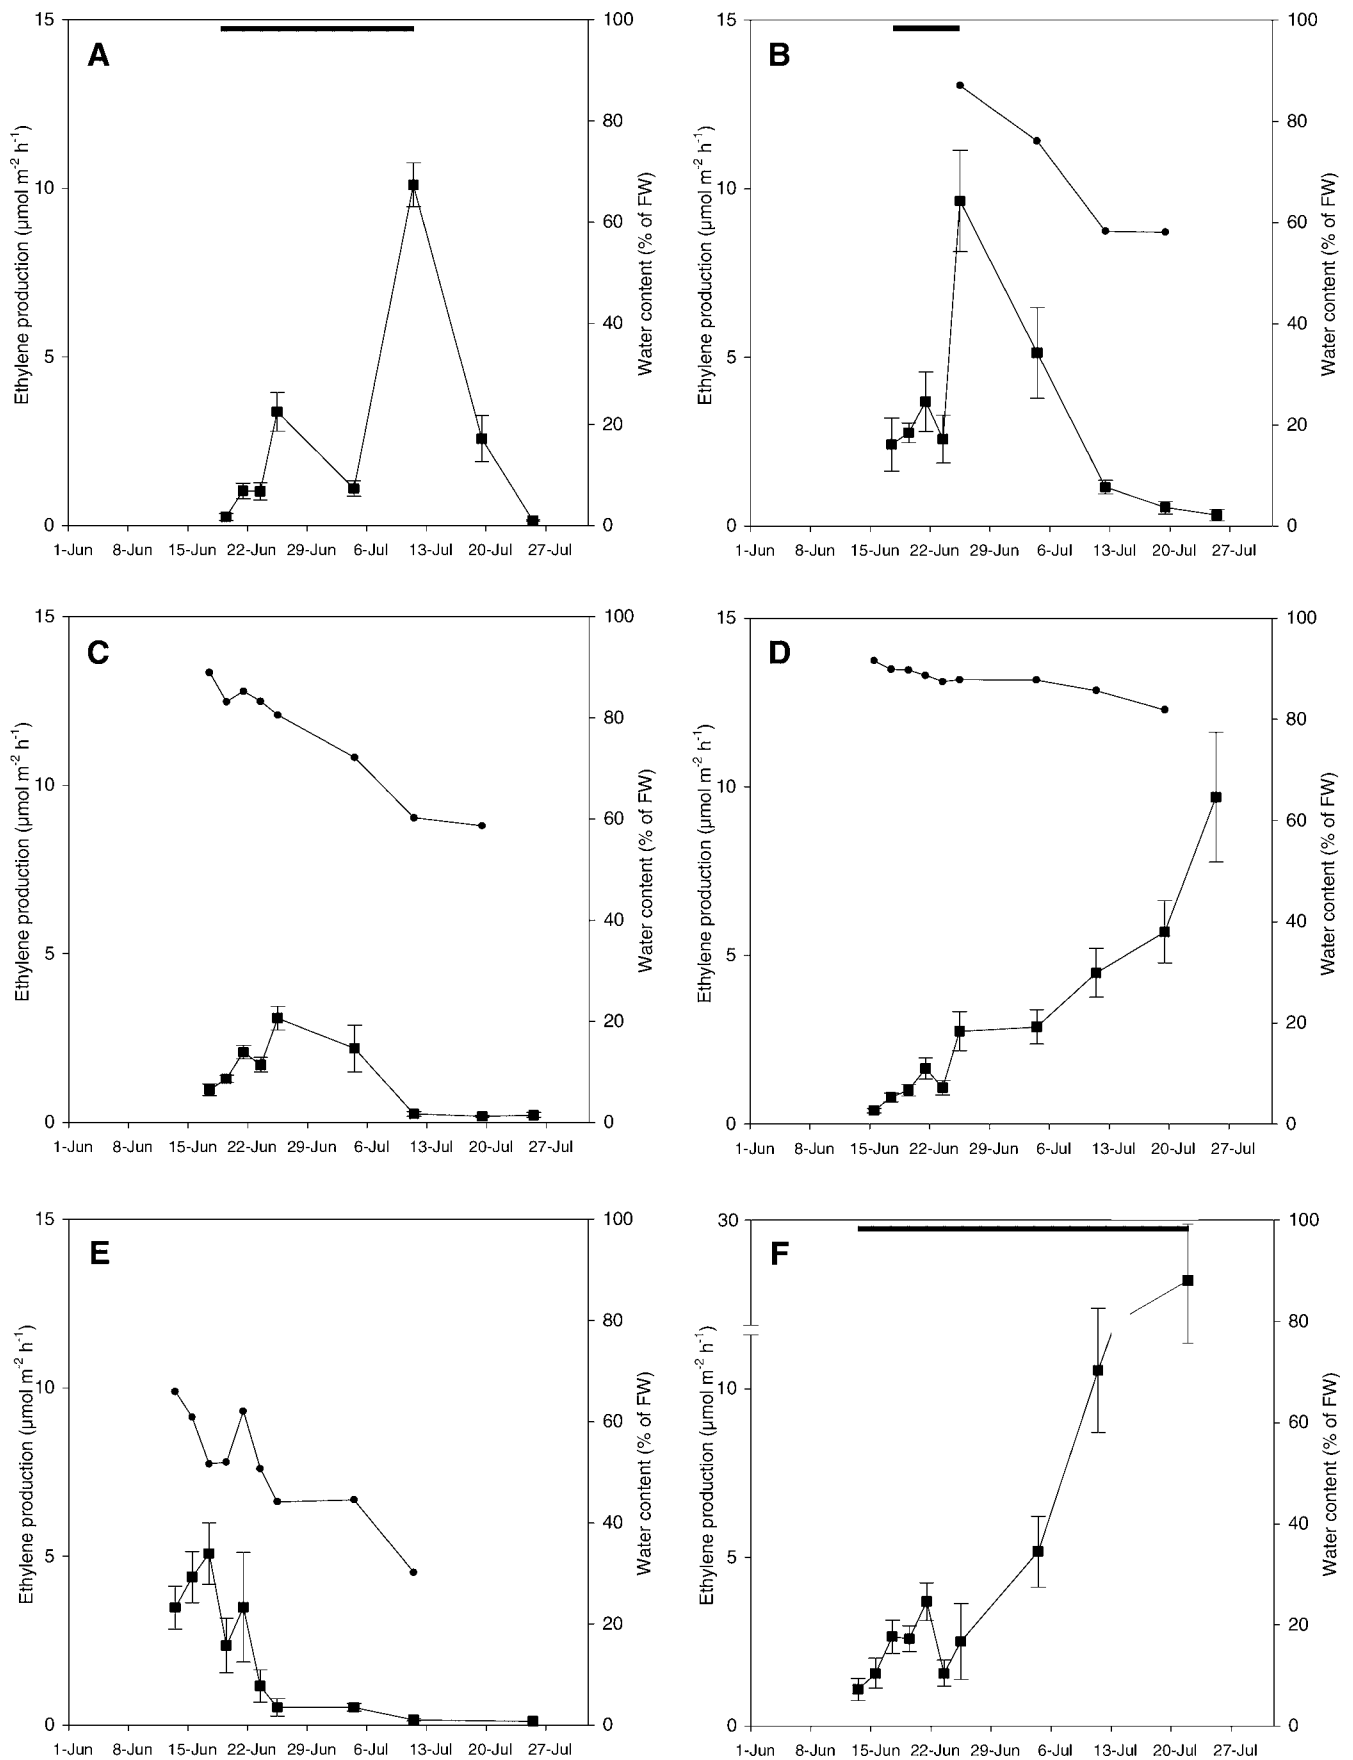 A
Ethylene production (µmol m⁻² h⁻¹)
15
10
5
0
100
80
60
40
20
0
Water content (% of FW)
1-Jun 8-Jun 15-Jun 22-Jun 29-Jun 6-Jul 13-Jul 20-Jul 27-Jul
B
Ethylene production (µmol m⁻² h⁻¹)
15
10
5
0
100
80
60
40
20
0
Water content (% of FW)
1-Jun 8-Jun 15-Jun 22-Jun 29-Jun 6-Jul 13-Jul 20-Jul 27-Jul
C
Ethylene production (µmol m⁻² h⁻¹)
15
10
5
0
100
80
60
40
20
0
Water content (% of FW)
1-Jun 8-Jun 15-Jun 22-Jun 29-Jun 6-Jul 13-Jul 20-Jul 27-Jul
D
Ethylene production (µmol m⁻² h⁻¹)
15
10
5
0
100
80
60
40
20
0
Water content (% of FW)
1-Jun 8-Jun 15-Jun 22-Jun 29-Jun 6-Jul 13-Jul 20-Jul 27-Jul
E
Ethylene production (µmol m⁻² h⁻¹)
15
10
5
0
100
80
60
40
20
0
Water content (% of FW)
1-Jun 8-Jun 15-Jun 22-Jun 29-Jun 6-Jul 13-Jul 20-Jul 27-Jul
F
Ethylene production (µmol m⁻² h⁻¹)
30
10
5
0
100
80
60
40
20
0
Water content (% of FW)
1-Jun 8-Jun 15-Jun 22-Jun 29-Jun 6-Jul 13-Jul 20-Jul 27-Jul